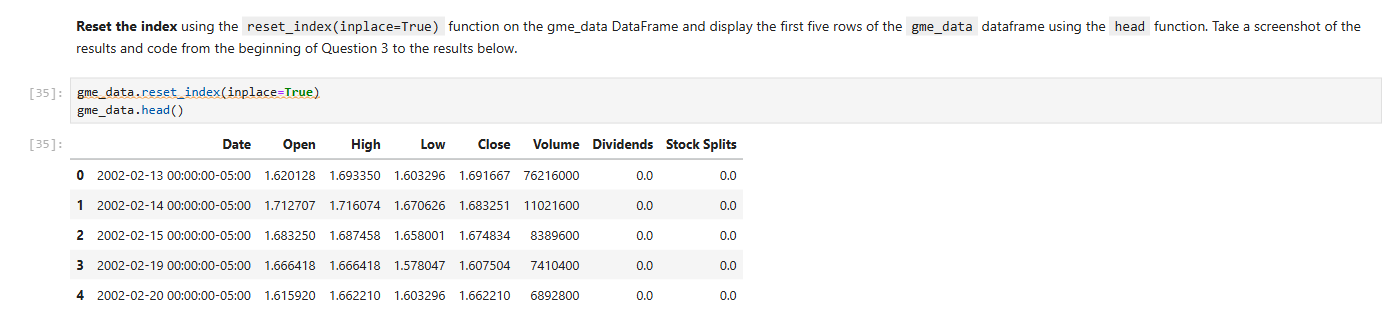 Reset the index using the reset_index(inplace=True) function on the gme_data DataFrame and display the first five rows of the gme_data dataframe using the head function. Take a screenshot of the
results and code from the beginning of Question 3 to the results below.
[35]: gme_data.reset_index(inplace=True)
gme_data.head()
[35]: Date Open High Low Close Volume Dividends Stock Splits
0 2002-02-13 00:00:00-05:00 1.620128 1.693350 1.603296 1.691667 76216000 0.0 0.0
1 2002-02-14 00:00:00-05:00 1.712707 1.716074 1.670626 1.683251 11021600 0.0 0.0
2 2002-02-15 00:00:00-05:00 1.683250 1.687458 1.658001 1.674834 8389600 0.0 0.0
3 2002-02-19 00:00:00-05:00 1.666418 1.666418 1.578047 1.607504 7410400 0.0 0.0
4 2002-02-20 00:00:00-05:00 1.615920 1.662210 1.603296 1.662210 6892800 0.0 0.0